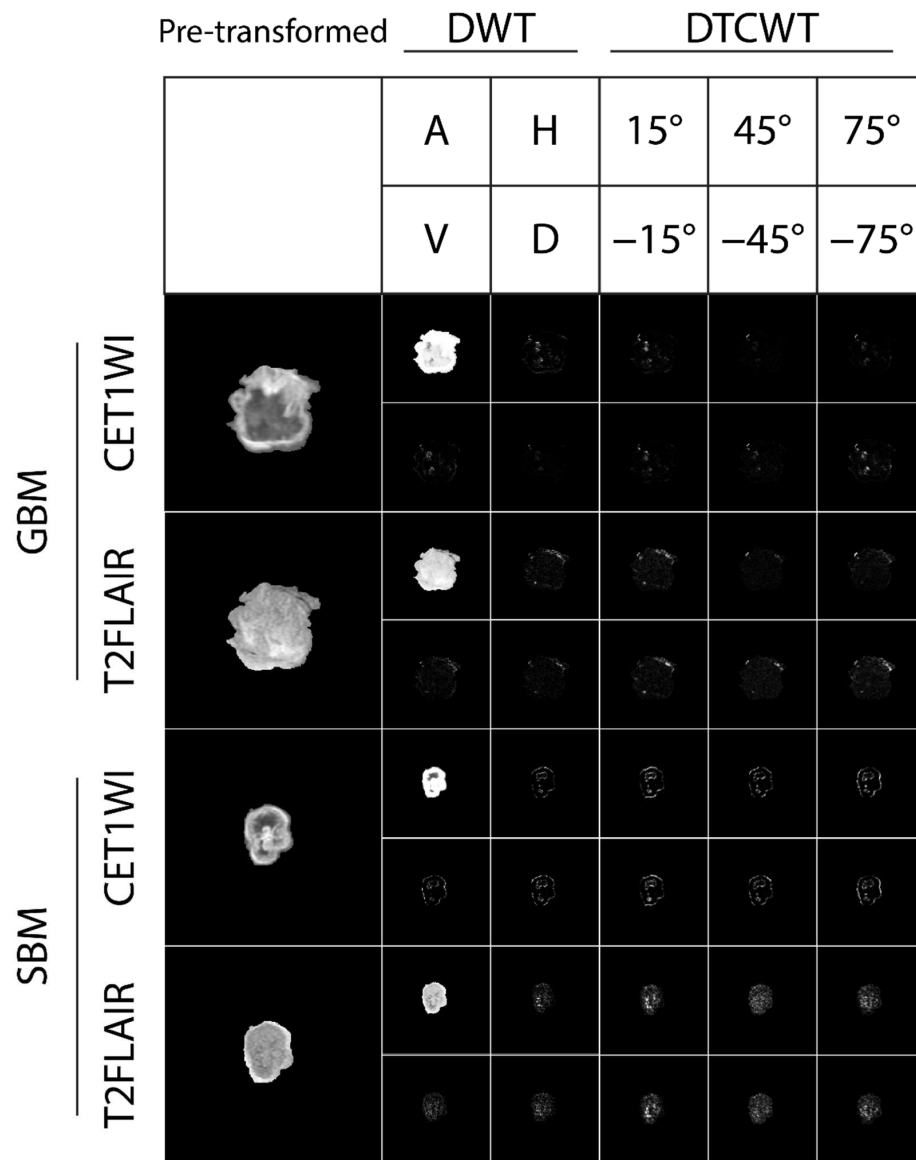 Pre-transformed DWT DTCWT
A H 15° 45° 75°
V D −15° −45° −75°
GBM
CET1WI
T2FLAIR
SBM
CET1WI
T2FLAIR